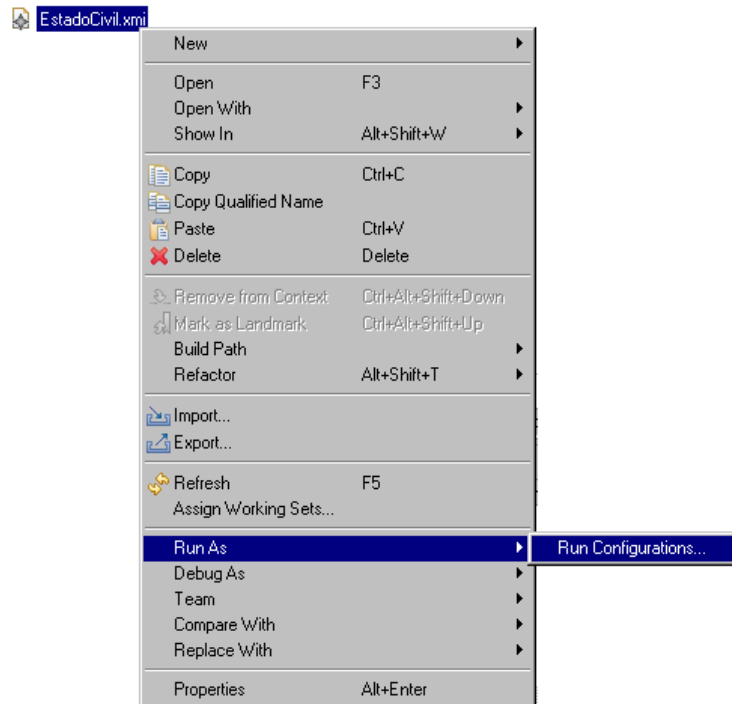 EstadoCivil.xmi
New
Open F3
Open With
Show In Alt+Shift+W
Copy Ctrl+C
Copy Qualified Name
Paste Ctrl+V
Delete Delete
Remove from Context Ctrl+Alt+Shift+Down
Mark as Landmark Ctrl+Alt+Shift+Up
Build Path
Refactor Alt+Shift+T
Import...
Export...
Refresh F5
Assign Working Sets...
Run As Run Configurations...
Debug As
Team
Compare With
Replace With
Properties Alt+Enter